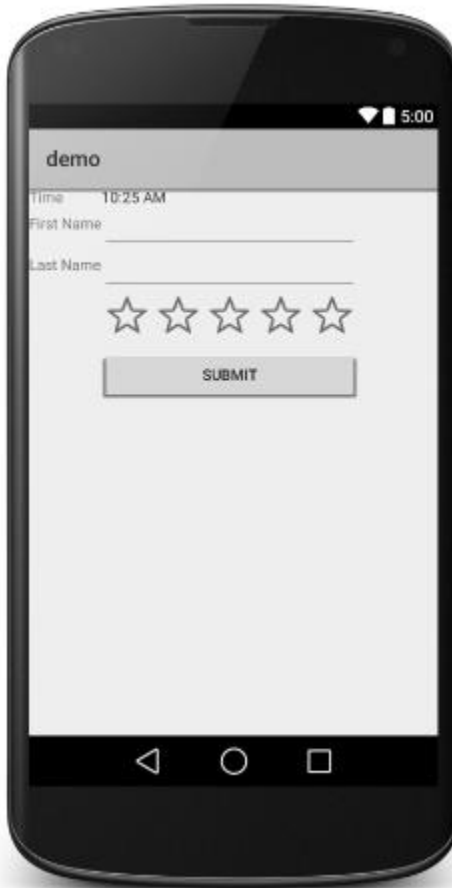 5:00
demo
Time 10:25 AM
First Name
Last Name
SUBMIT